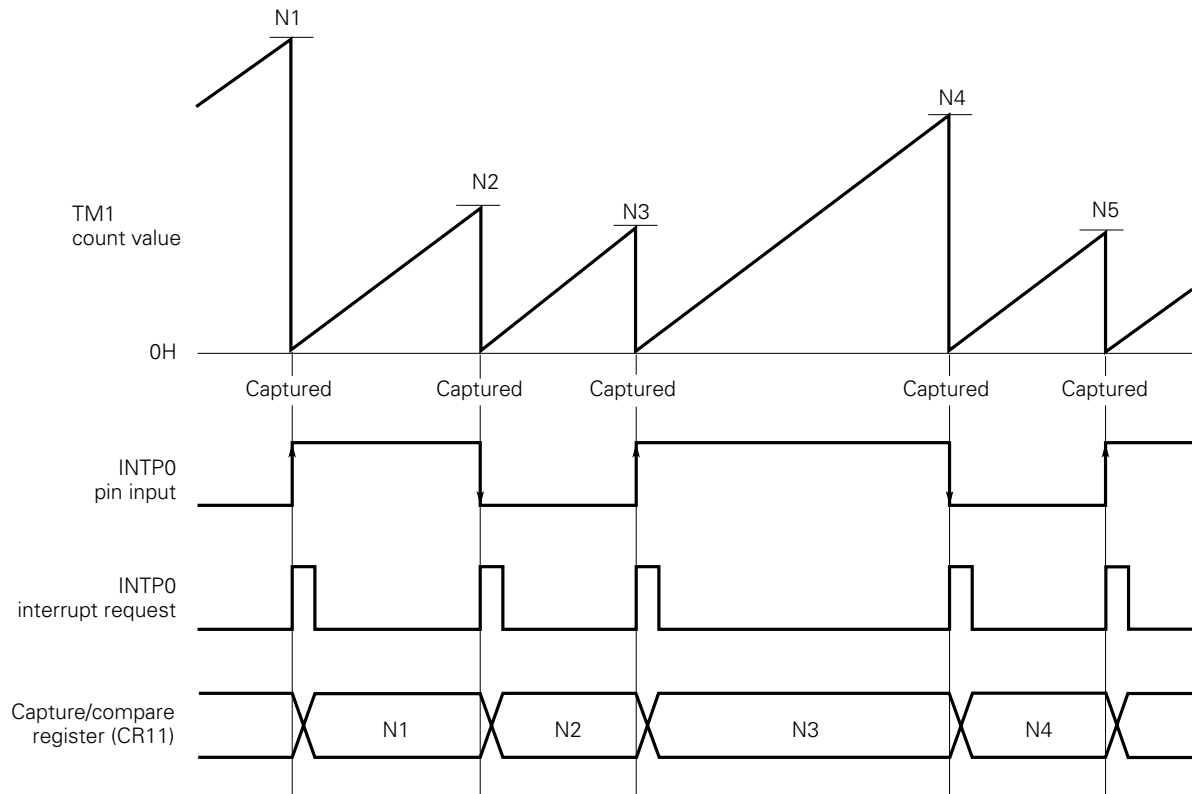 N1
N4
N2
N3
N5
TM1
count value
0H
Captured
Captured
Captured
Captured
Captured
INTP0
pin input
INTP0
interrupt request
Capture/compare
register (CR11)
N1
N2
N3
N4